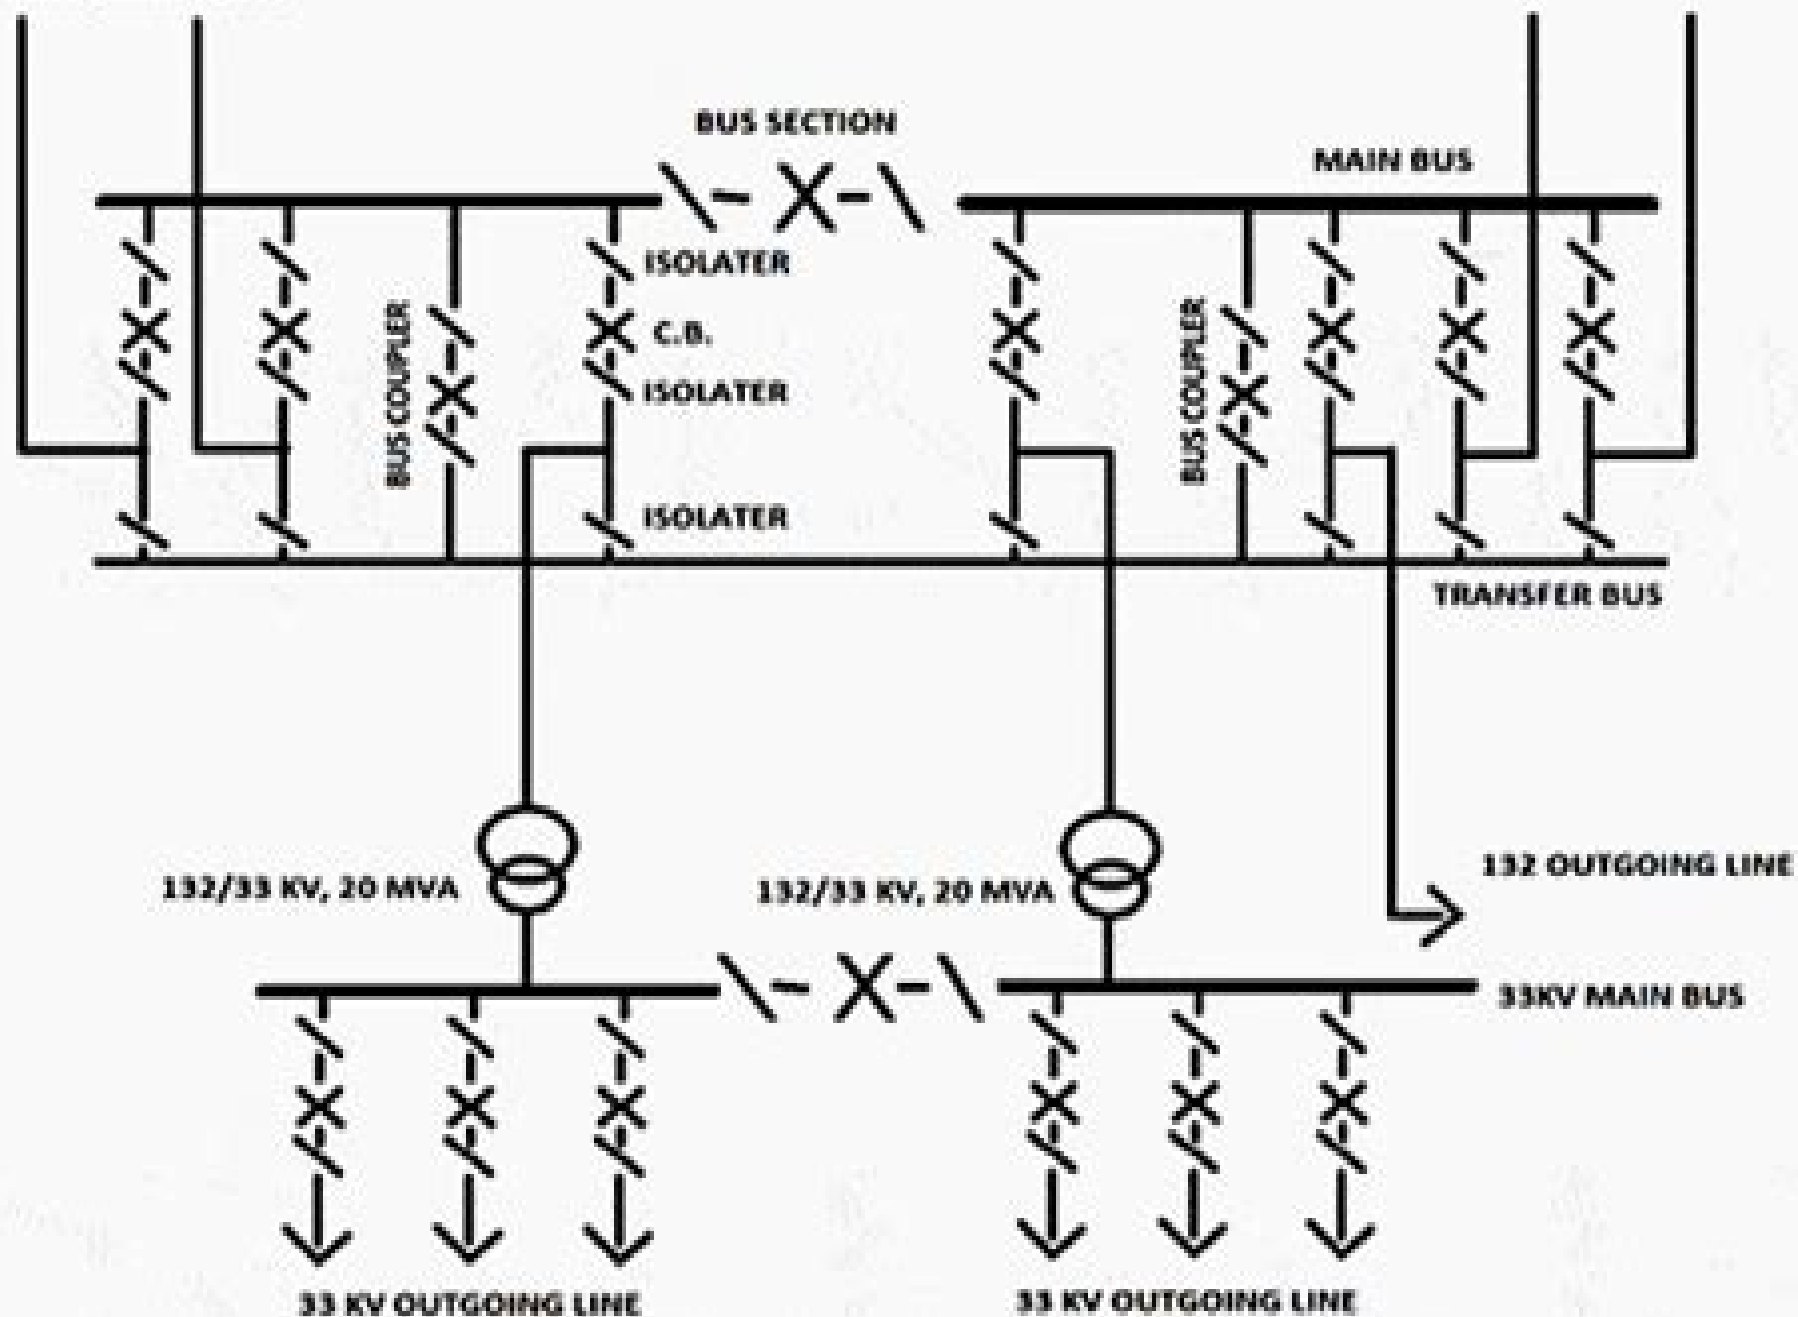 BUS SECTION
MAIN BUS
ISOLATER
BUS COUPLER
C.B.
BUS COUPLER
ISOLATER
ISOLATER
TRANSFER BUS
132/33 KV, 20 MVA
132/33 KV, 20 MVA
132 OUTGOING LINE
33KV MAIN BUS
33 KV OUTGOING LINE
33 KV OUTGOING LINE